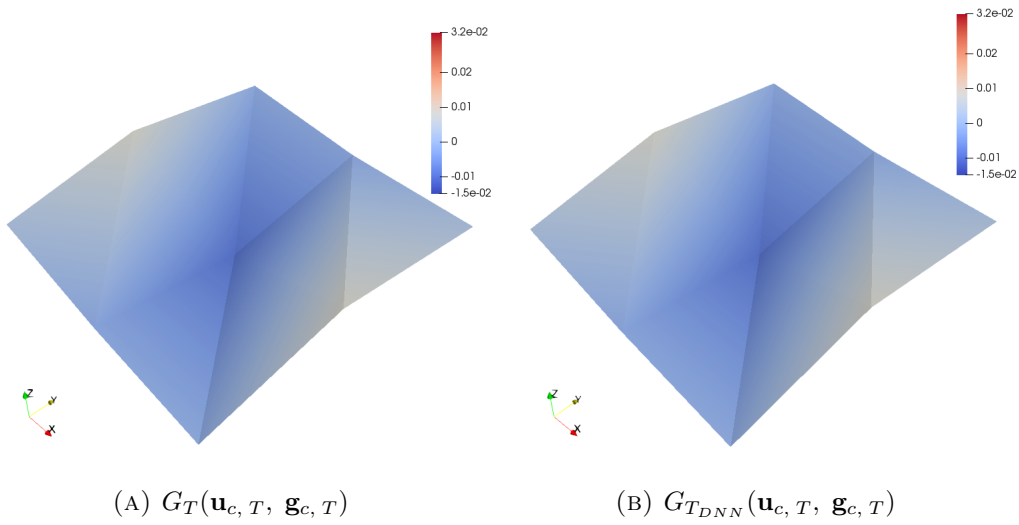 3.2e-02
0.02
0.01
0
-0.01
-1.5e-02
Z
Y
X
(A) G_T(u_{c, T}, g_{c, T})
3.2e-02
0.02
0.01
0
-0.01
-1.5e-02
Z
Y
X
(B) G_{T_{DNN}}(u_{c, T}, g_{c, T})